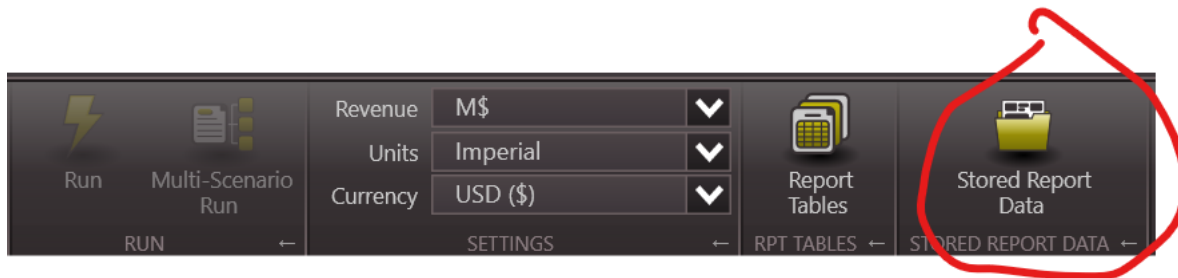 Run
Multi-Scenario
Run
RUN ←
Revenue M$
Units Imperial
Currency USD ($)
SETTINGS ←
Report
Tables
RPT TABLES ←
Stored Report
Data
STORED REPORT DATA ←